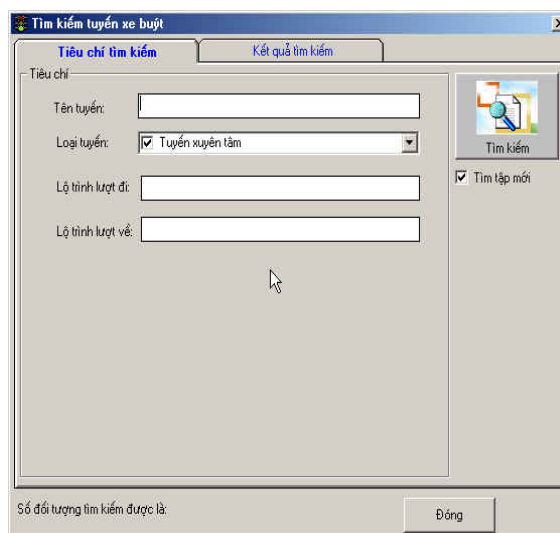 Tìm kiếm tuyến xe buýt
Tiêu chí tìm kiếm
Kết quả tìm kiếm
Tiêu chí
Tên tuyến:
Loại tuyến:
Tuyến xuyên tâm
Lộ trình lượt đi:
Lộ trình lượt về:
Tìm kiếm
Tìm tập mới
Số đối tượng tìm kiếm được là:
Đóng